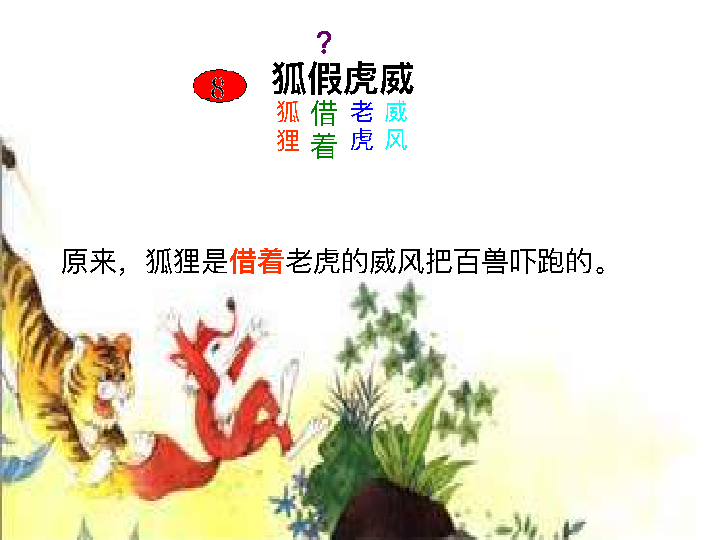 ?
8 狐假虎威
狐 借 老 威
狸 着 虎 风
原来，狐狸是借着老虎的威风把百兽吓跑的。